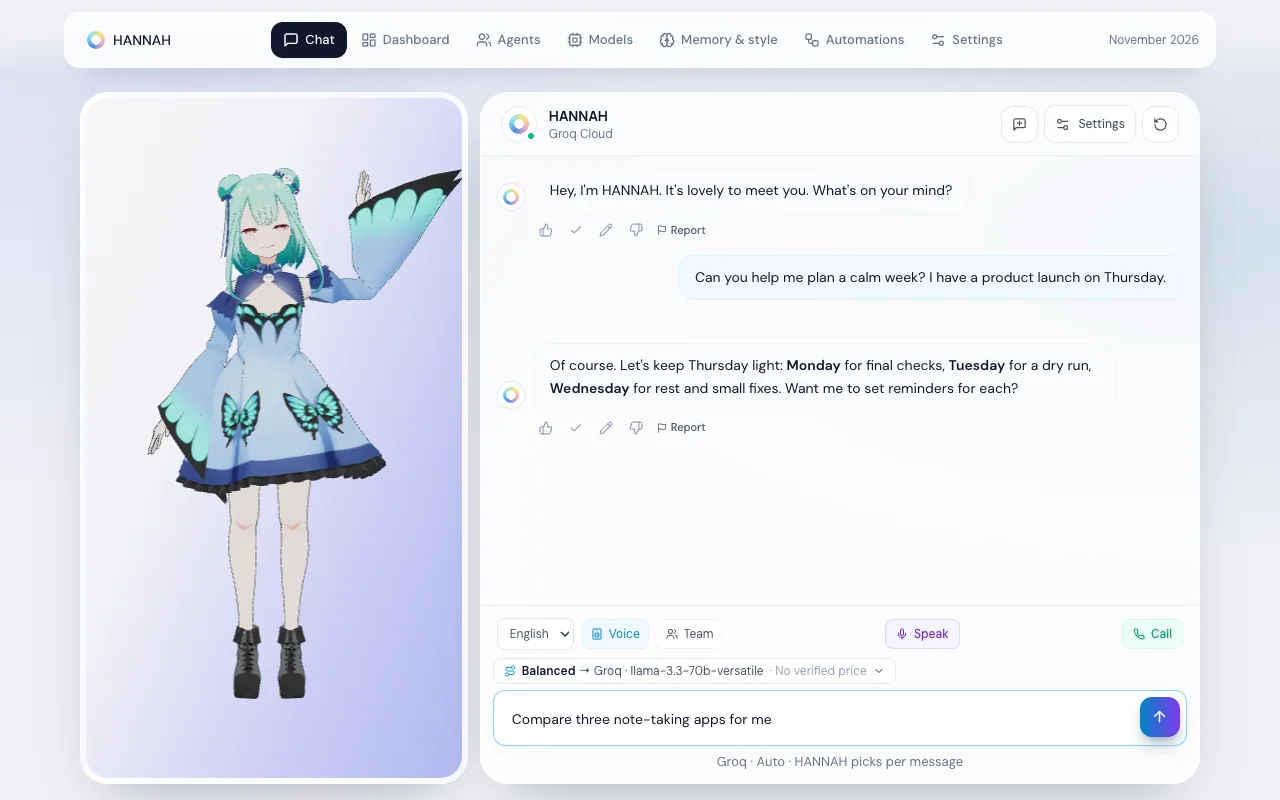 HANNAH
Chat
Dashboard
Agents
Models
Memory & style
Automations
Settings
November 2026
HANNAH
Groq Cloud
Settings
Hey, I'm HANNAH. It's lovely to meet you. What's on your mind?
Report
Can you help me plan a calm week? I have a product launch on Thursday.
Of course. Let's keep Thursday light: Monday for final checks, Tuesday for a dry run,
Wednesday for rest and small fixes. Want me to set reminders for each?
Report
English
Voice
Team
Speak
Call
Balanced → Groq · llama-3.3-70b-versatile · No verified price
Compare three note-taking apps for me
Groq · Auto · HANNAH picks per message